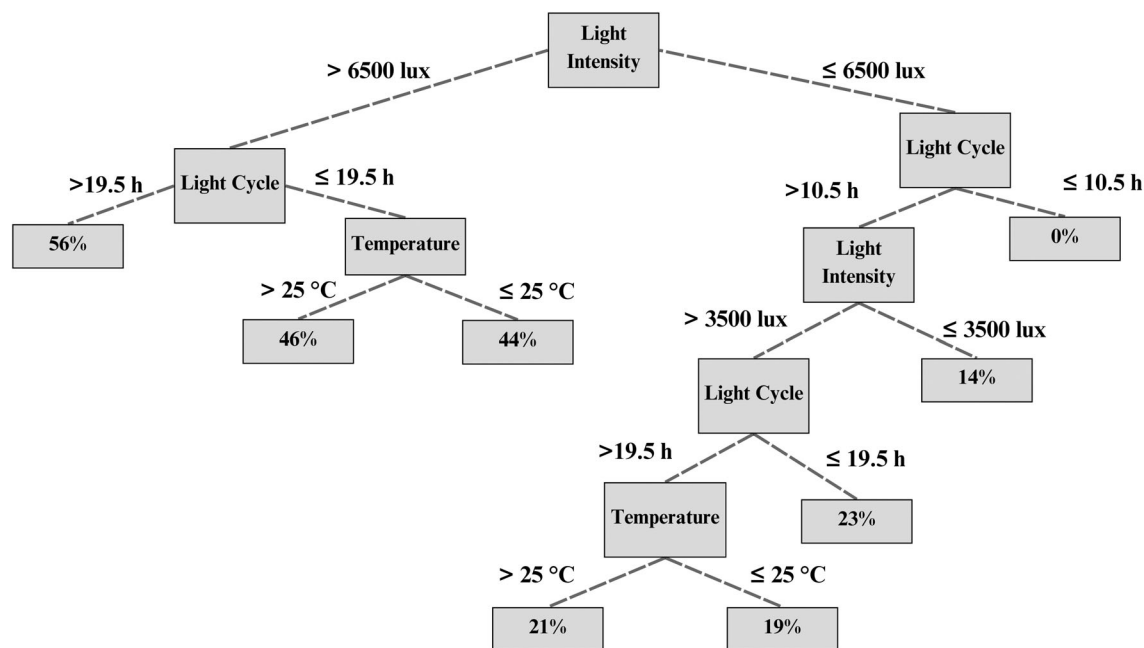 Light
Intensity
> 6500 lux
≤ 6500 lux
Light Cycle
Light Cycle
>19.5 h
≤ 19.5 h
>10.5 h
≤ 10.5 h
56%
Temperature
Light
Intensity
0%
> 25 °C
≤ 25 °C
> 3500 lux
≤ 3500 lux
46%
44%
Light Cycle
14%
>19.5 h
≤ 19.5 h
Temperature
23%
> 25 °C
≤ 25 °C
21%
19%